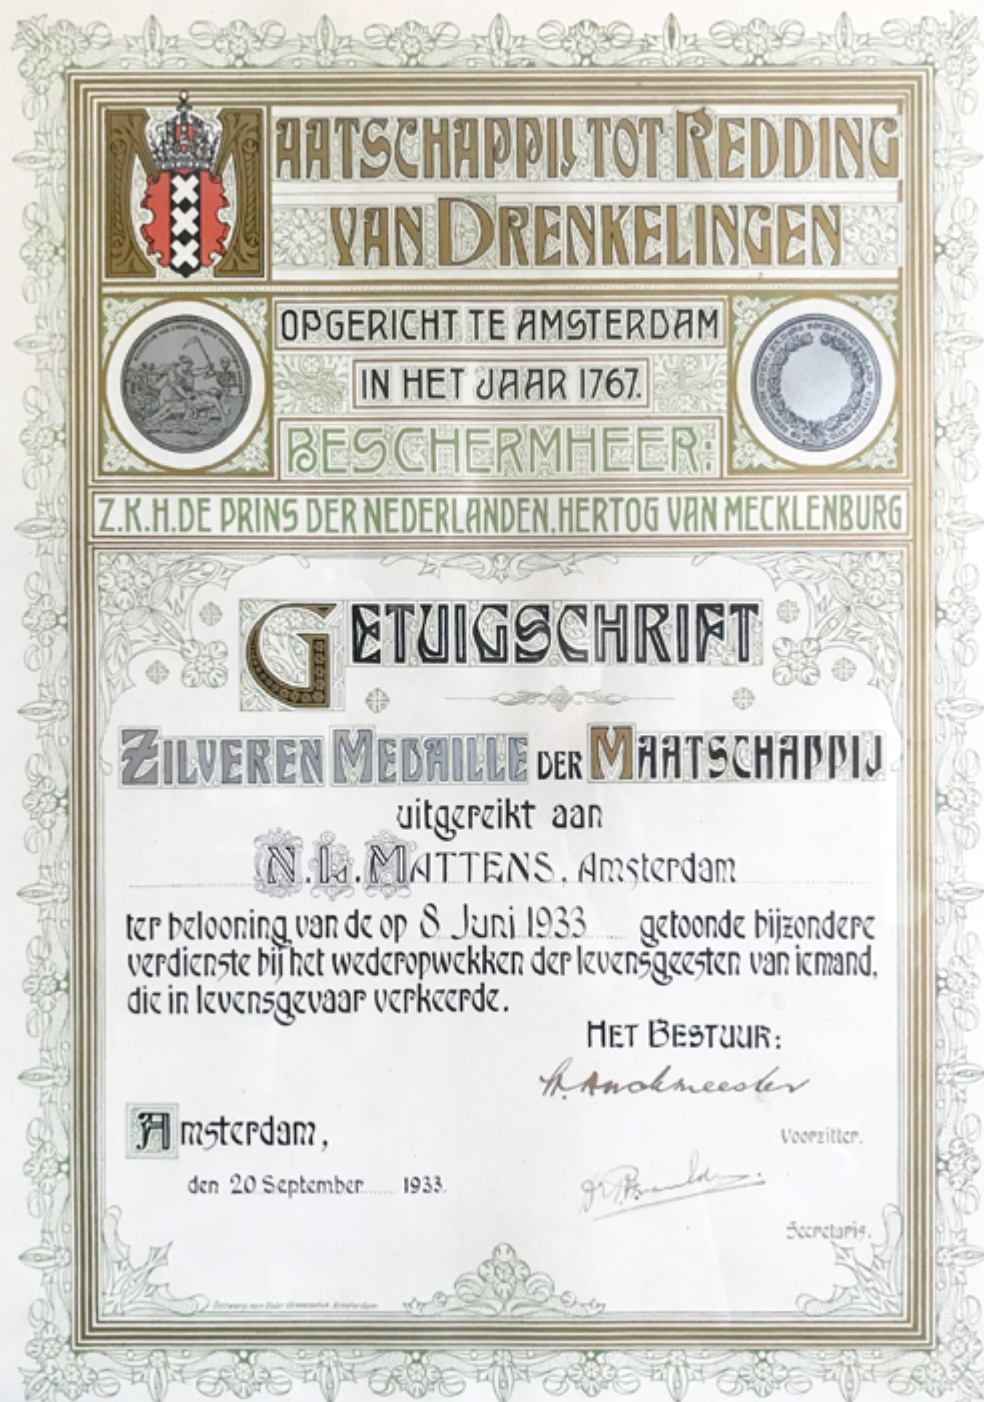 MAATSCHAPPIJ TOT REDDING
VAN DRENKELINGEN
OPGERICHT TE AMSTERDAM
IN HET JAAR 1767.
BESCHERMHEER:
Z.K.H. DE PRINS DER NEDERLANDEN, HERTOG VAN MECKLENBURG
GETUIGSCHRIFT
ZILVEREN MEDAILLE DER MAATSCHAPPIJ
uitgereikt aan
N. L. MATTENS, Amsterdam
ter belooning van de op 8 Juni 1933 getoonde bijzondere
verdienste bij het wederopwekken der levensgeesten van iemand,
die in levensgevaar verkeerde.
HET BESTUUR:
Amsterdam,
Voorzitter.
den 20 September 1933.
Secretaris.